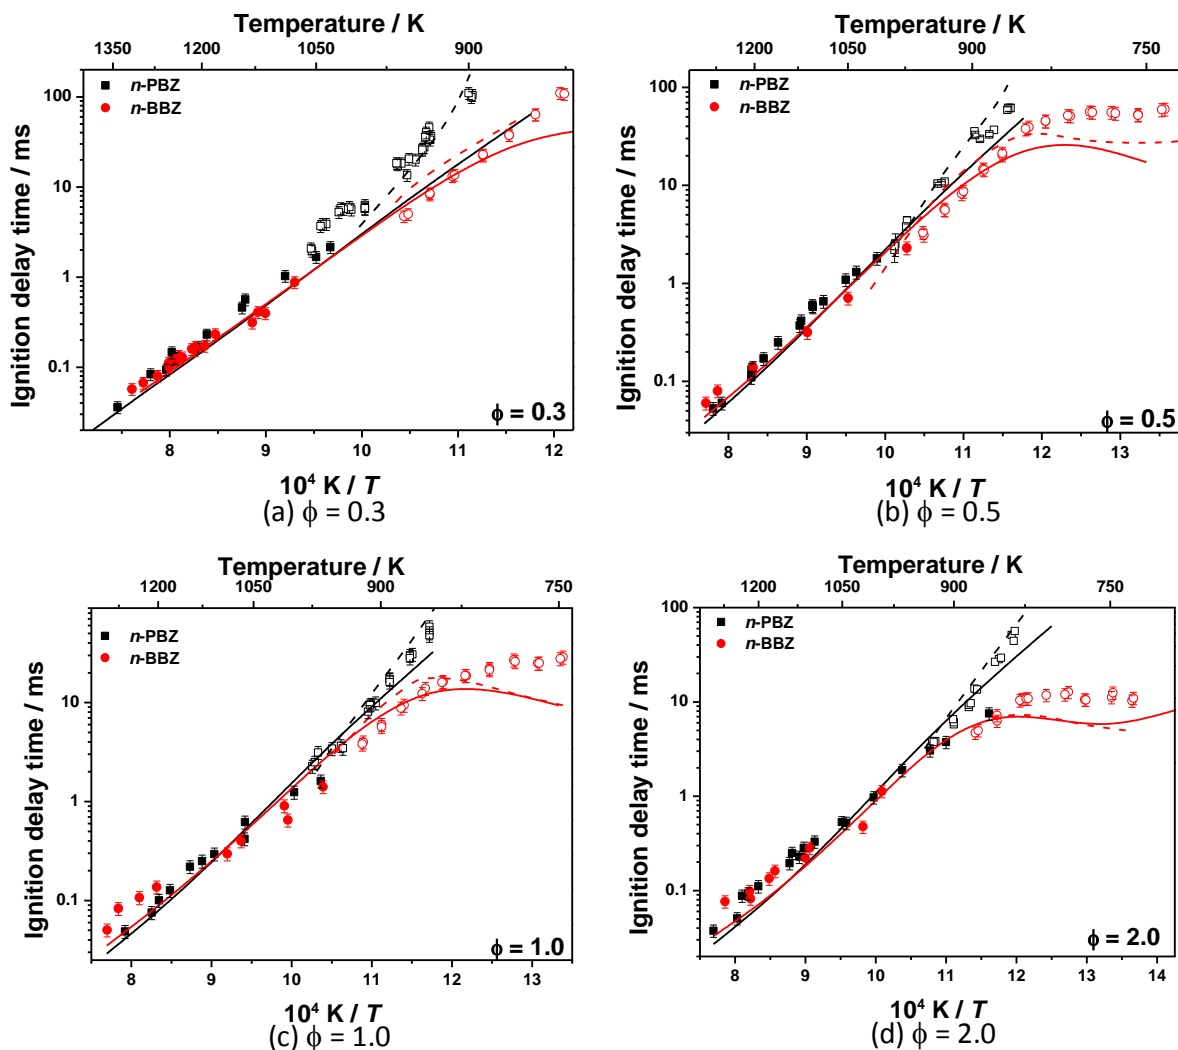 Temperature / K
1350 1200 1050 900
n-PBZ
n-BBZ
Ignition delay time / ms
100
10
1
0.1
ϕ = 0.3
8 9 10 11 12
10⁴ K / T
(a) ϕ = 0.3
Temperature / K
1200 1050 900 750
n-PBZ
n-BBZ
Ignition delay time / ms
100
10
1
0.1
ϕ = 0.5
8 9 10 11 12 13
10⁴ K / T
(b) ϕ = 0.5
Temperature / K
1200 1050 900 750
n-PBZ
n-BBZ
Ignition delay time / ms
10
1
0.1
ϕ = 1.0
8 9 10 11 12 13
10⁴ K / T
(c) ϕ = 1.0
Temperature / K
1200 1050 900 750
n-PBZ
n-BBZ
Ignition delay time / ms
100
10
1
0.1
ϕ = 2.0
8 9 10 11 12 13 14
10⁴ K / T
(d) ϕ = 2.0